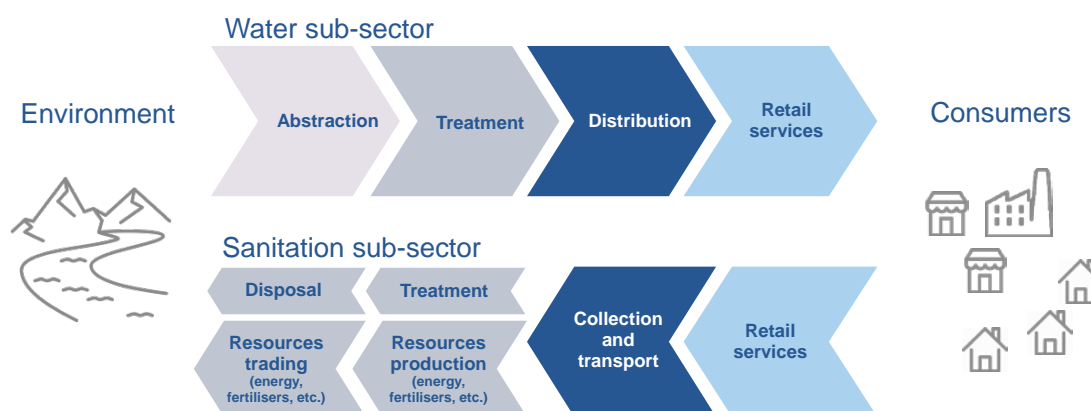 Water sub-sector
Environment
Abstraction
Treatment
Distribution
Retail
services
Consumers
Sanitation sub-sector
Disposal
Treatment
Resources
trading
(energy,
fertilisers, etc.)
Resources
production
(energy,
fertilisers, etc.)
Collection
and
transport
Retail
services